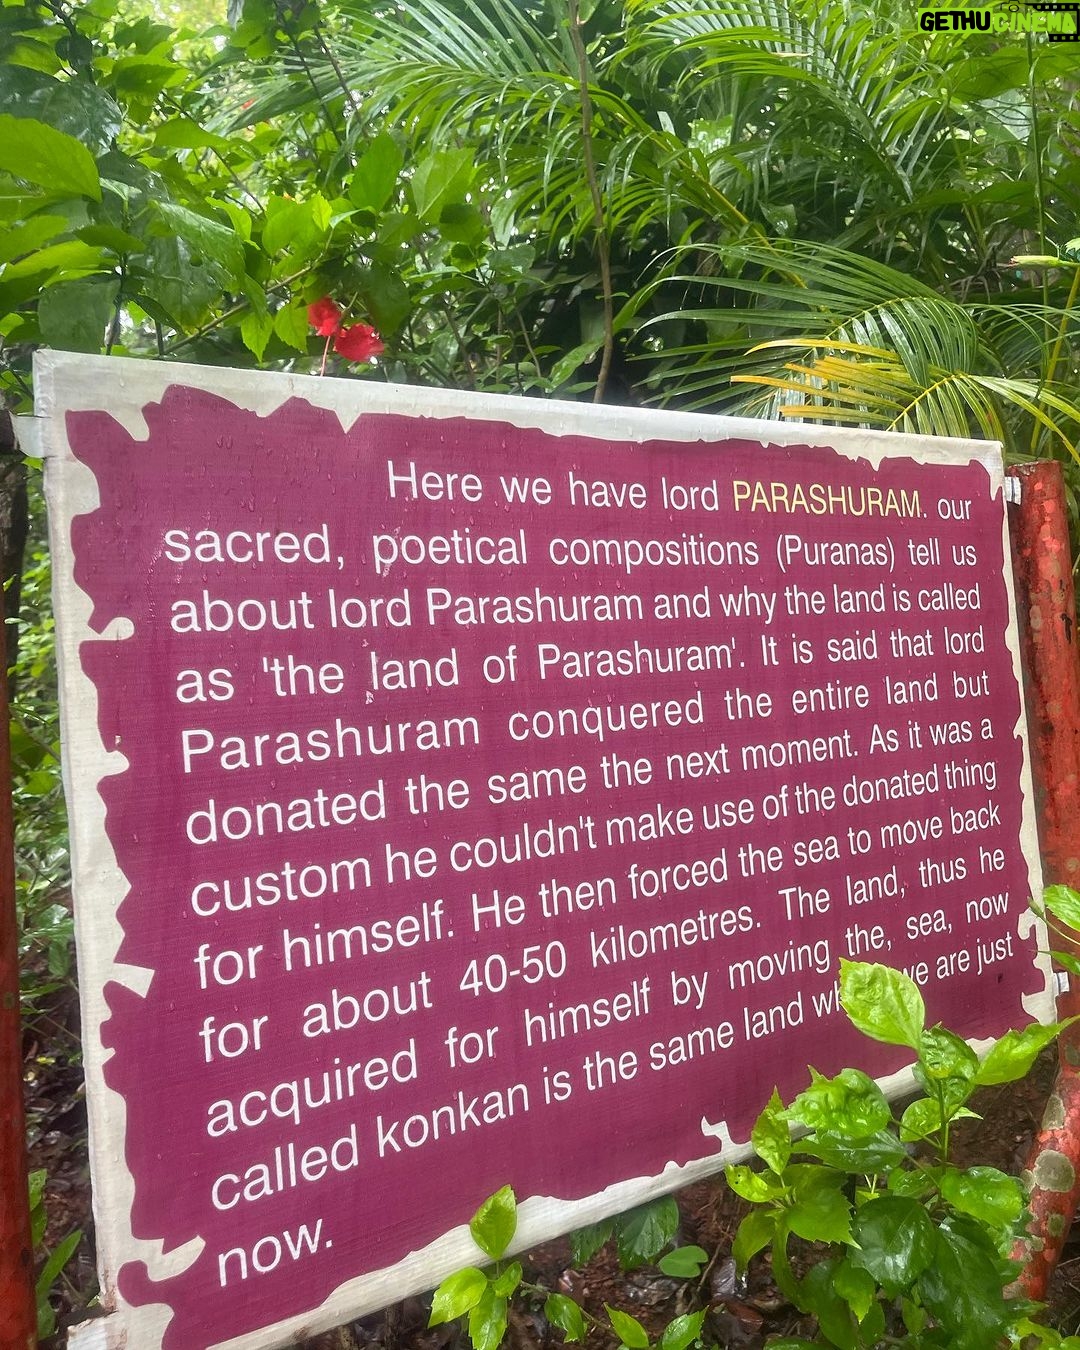 GETHU CINEMA
Here we have lord PARASHURAM. our
sacred, poetical compositions (Puranas) tell us
about lord Parashuram and why the land is called
as 'the land of Parashuram'. It is said that lord
Parashuram conquered the entire land but
donated the same the next moment. As it was a
custom he couldn't make use of the donated thing
for himself. He then forced the sea to move back
for about 40-50 kilometres. The land, thus he
acquired for himself by moving the, sea, now
called konkan is the same land we are just
now.